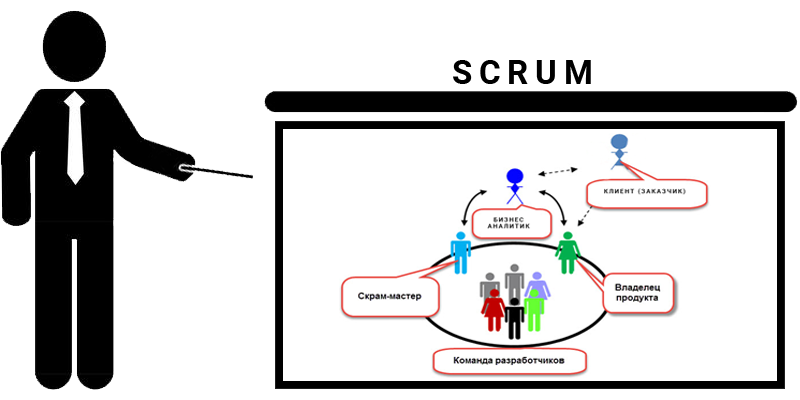 SCRUM
КЛИЕНТ (ЗАКАЗЧИК)
БИЗНЕС
АНАЛИТИК
Скрам-мастер
Владелец
продукта
Команда разработчиков